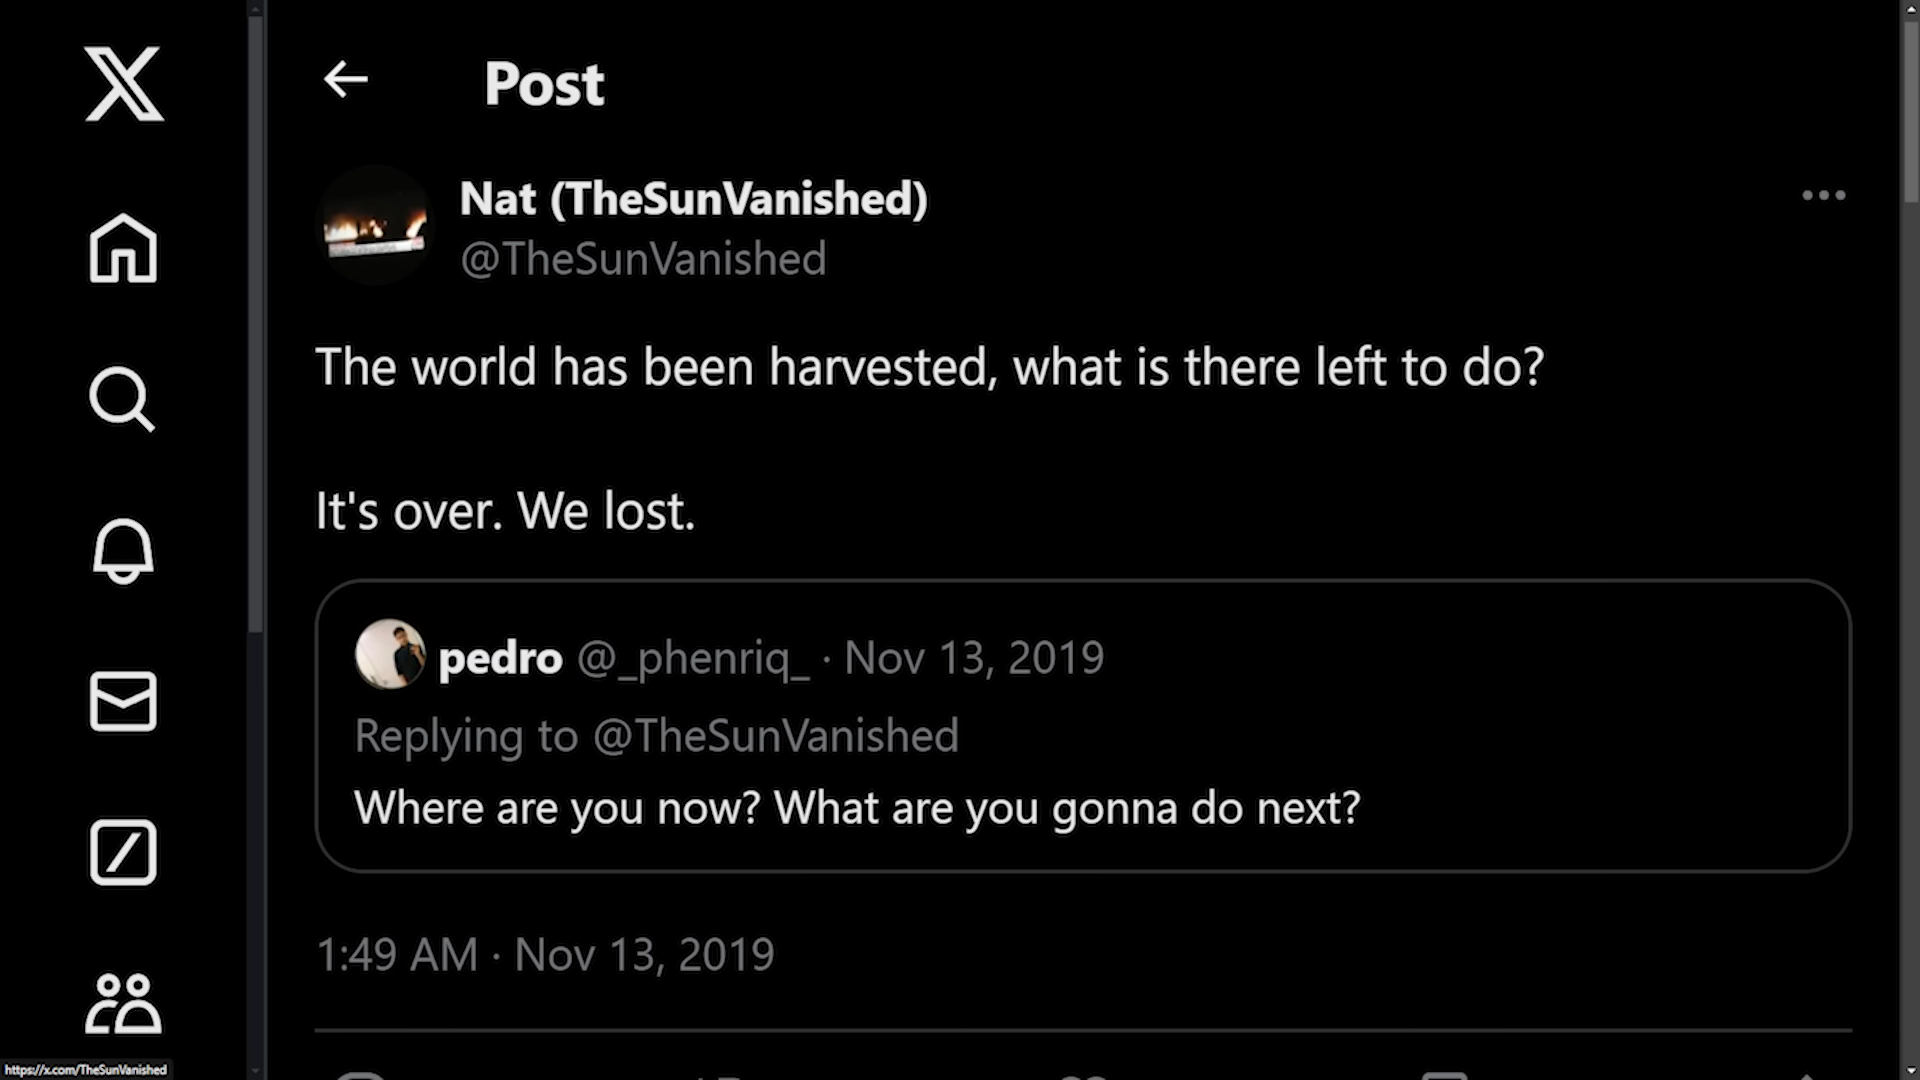 Post
Nat (TheSunVanished)
@TheSunVanished
The world has been harvested, what is there left to do?
It's over. We lost.
pedro @_phenriq_ · Nov 13, 2019
Replying to @TheSunVanished
Where are you now? What are you gonna do next?
1:49 AM · Nov 13, 2019
https://x.com/TheSunVanished